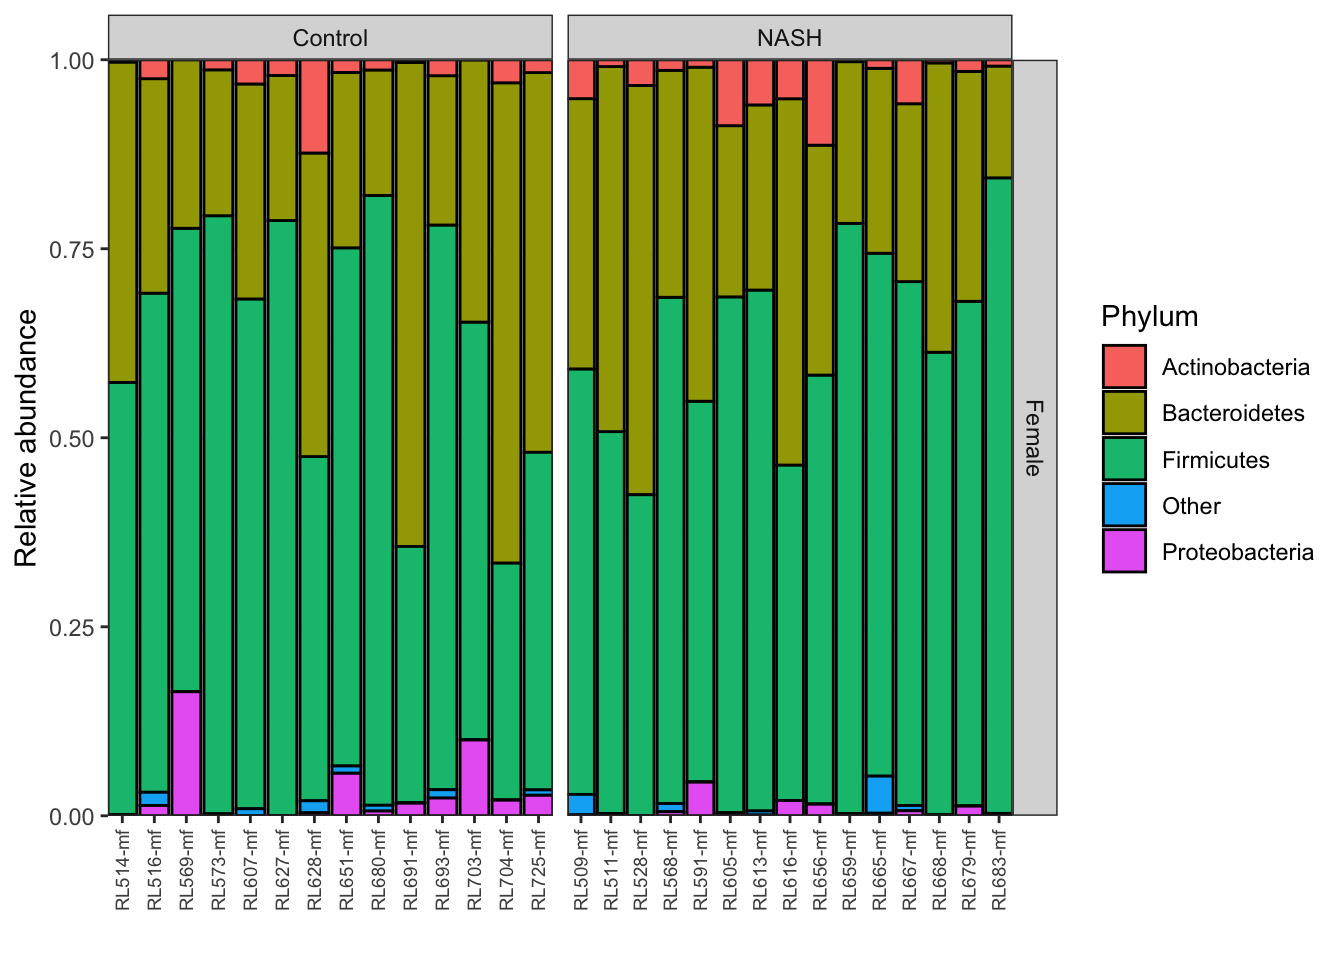 Control
NASH
1.00
0.75
0.50
0.25
0.00
Relative abundance
Female
RL514-mf
RL516-mf
RL569-mf
RL573-mf
RL607-mf
RL627-mf
RL628-mf
RL651-mf
RL680-mf
RL691-mf
RL693-mf
RL703-mf
RL704-mf
RL725-mf
RL509-mf
RL511-mf
RL528-mf
RL568-mf
RL591-mf
RL605-mf
RL613-mf
RL616-mf
RL656-mf
RL659-mf
RL665-mf
RL667-mf
RL668-mf
RL679-mf
RL683-mf
Phylum
Actinobacteria
Bacteroidetes
Firmicutes
Other
Proteobacteria